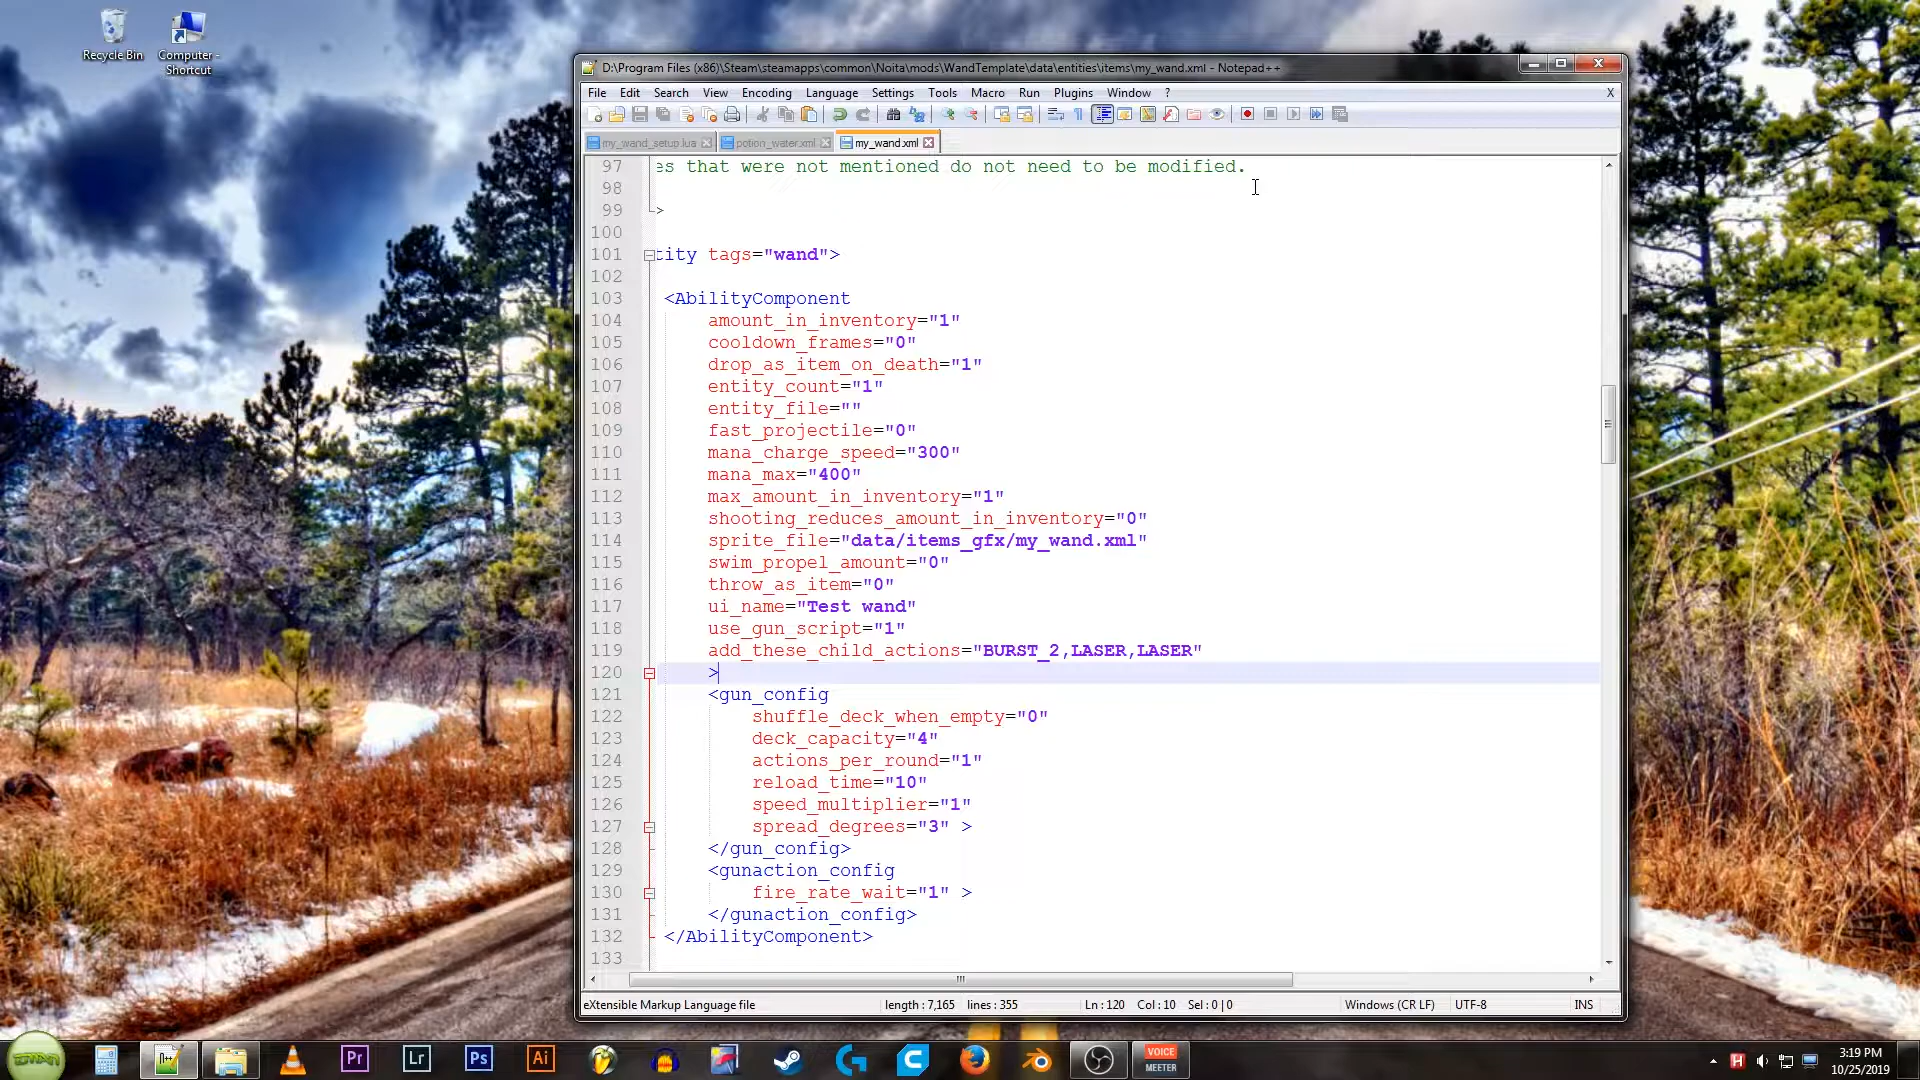 Recycle Bin
Computer - Shortcut
D:\Program Files (x86)\Steam\steamapps\common\Noita\mods\WandTemplate\data\entities\items\my_wand.xml - Notepad++
File Edit Search View Encoding Language Settings Tools Macro Run Plugins Window ? X
my_wand_setup.lua potion_water.xml my_wand.xml
97 es that were not mentioned do not need to be modified.
98
99 >
100
101 tity tags="wand">
102
103 <AbilityComponent
104 amount_in_inventory="1"
105 cooldown_frames="0"
106 drop_as_item_on_death="1"
107 entity_count="1"
108 entity_file=""
109 fast_projectile="0"
110 mana_charge_speed="300"
111 mana_max="400"
112 max_amount_in_inventory="1"
113 shooting_reduces_amount_in_inventory="0"
114 sprite_file="data/items_gfx/my_wand.xml"
115 swim_propel_amount="0"
116 throw_as_item="0"
117 ui_name="Test wand"
118 use_gun_script="1"
119 add_these_child_actions="BURST_2,LASER,LASER"
120 >
121 <gun_config
122 shuffle_deck_when_empty="0"
123 deck_capacity="4"
124 actions_per_round="1"
125 reload_time="10"
126 speed_multiplier="1"
127 spread_degrees="3" >
128 </gun_config>
129 <gunaction_config
130 fire_rate_wait="1" >
131 </gunaction_config>
132 </AbilityComponent>
133
eXtensible Markup Language file length : 7,165 lines : 355 Ln : 120 Col : 10 Sel : 0 | 0 Windows (CR LF) UTF-8 INS
Pr Lr Ps Ai VOICE MEETER
3:19 PM
10/25/2019